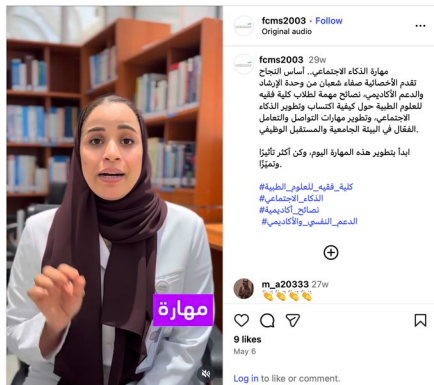 مهارة
fcms2003 • Follow
Original audio
fcms2003 29w
مهارة الذكاء الاجتماعي.. أساس النجاح
تقدم الأخصائية صفاء شعبان من وحدة الإرشاد
والدعم الأكاديمي، نصائح مهمة لطلاب كلية فقيه
للعلوم الطبية حول كيفية اكتساب وتطوير الذكاء
الاجتماعي، وتطوير مهارات التواصل والتعامل
الفعّال في البيئة الجامعية والمستقبل الوظيفي.
ابدأ بتطوير هذه المهارة اليوم، وكن أكثر تأثيرًا
وتميّزًا.
#كلية_فقيه_للعلوم_الطبية
#الذكاء_الاجتماعي
#نصائح_أكاديمية
#الدعم_النفسي_والأكاديمي
m_a20333 27w
👏👏👏👏
9 likes
May 6
Log in to like or comment.